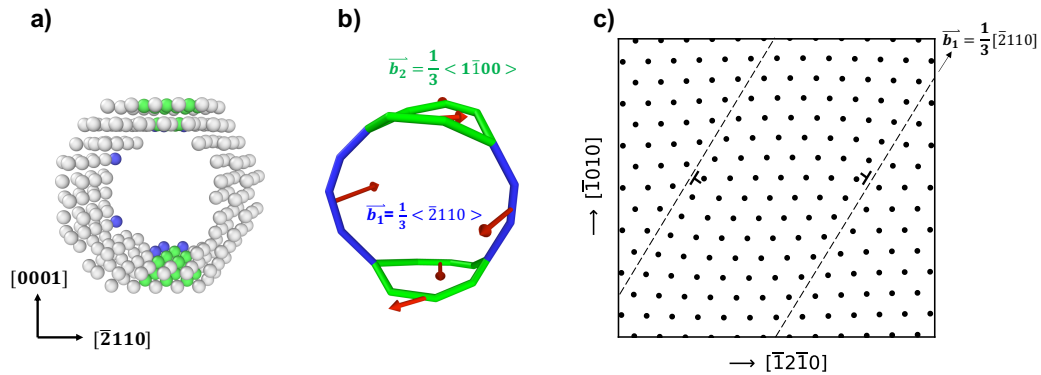 a)
b)
c)
b₂⃗ = 1/3 < 11̅00 >
b₁⃗ = 1/3 [2̅110]
b₁⃗= 1/3 < 2̅110 >
[0001]
[2̅110]
⟶ [1̅010]
⟶ [1̅21̅0]